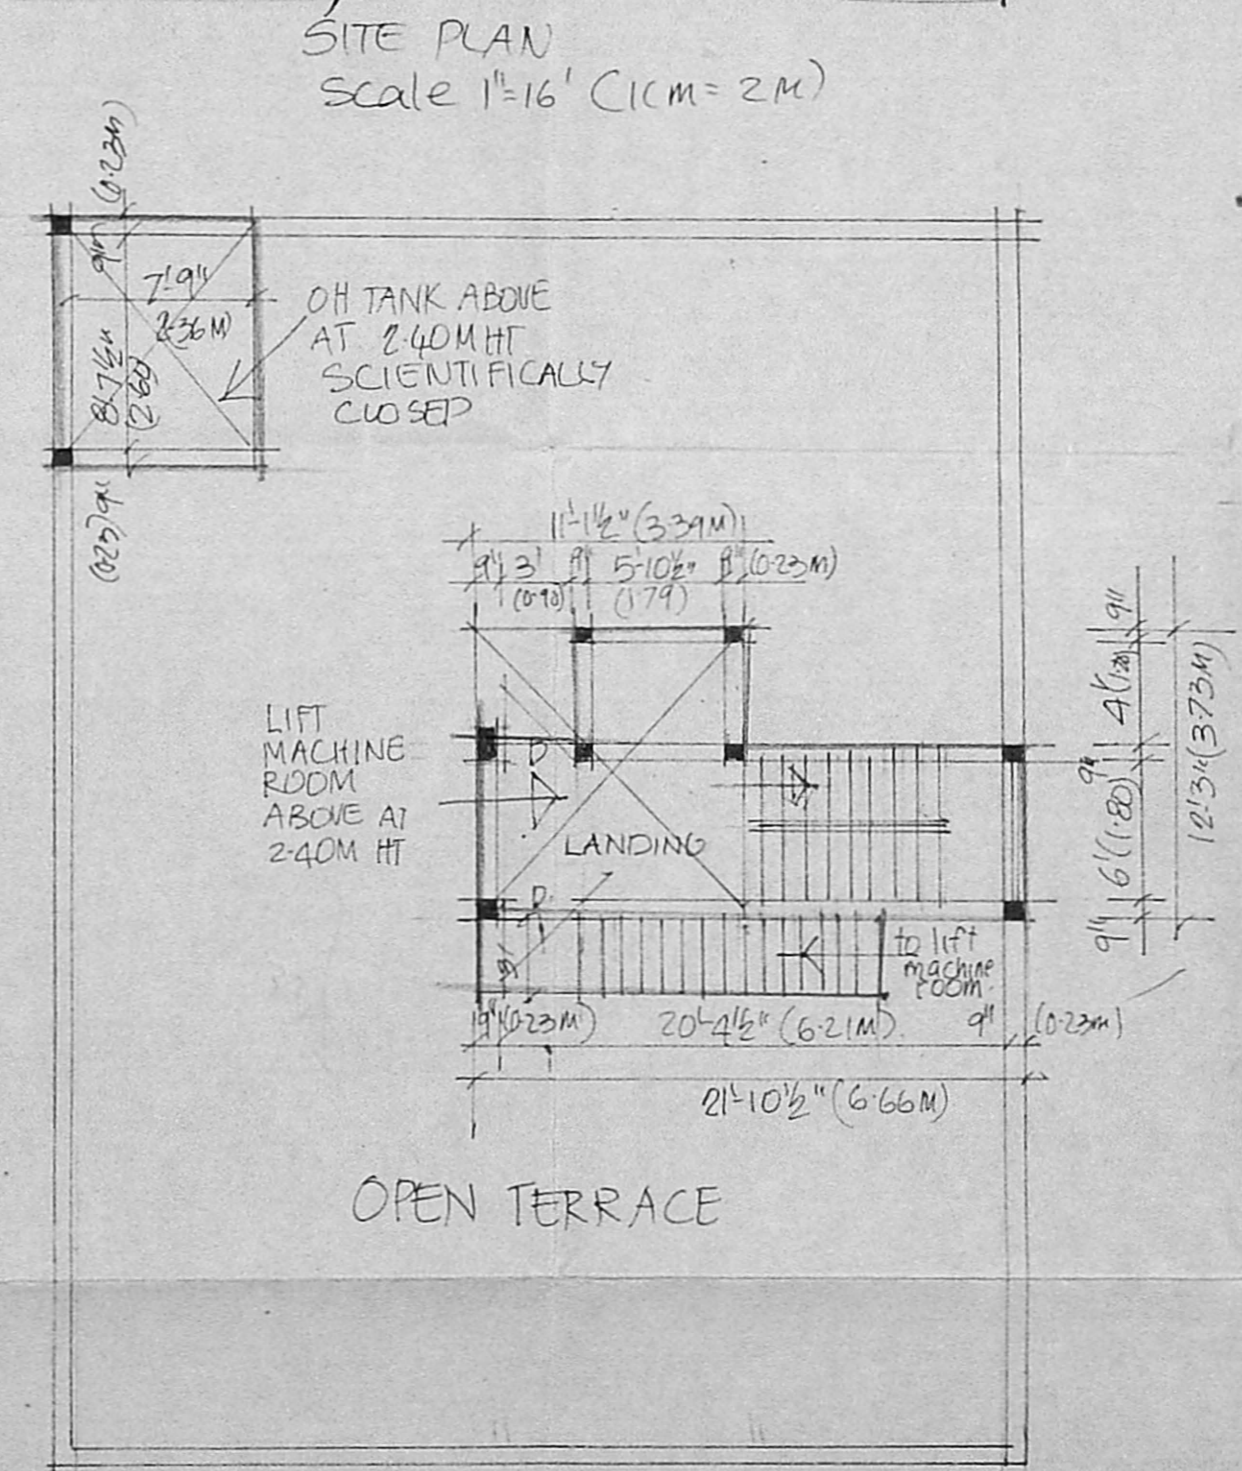 SITE PLAN
Scale 1"=16' (1CM = 2M)
9" (0.23M)
7'-9"
(2.36M)
8'-7½"
(2.60)
(0.23) 9"
OH TANK ABOVE
AT 2.40M HT
SCIENTIFICALLY
CLOSED
11'-1½" (3.39M)
9" 3' 9" 5'-10½" 9" (0.23M)
(0.90) (1.79)
9"
4' (1.20)
9"
6' (1.80)
9"
12'-3" (3.73M)
LIFT
MACHINE
ROOM
ABOVE AT
2.40M HT
D
LANDING
D
3'
to lift
machine
room.
9" (0.23M) 20'-4½" (6.21M). 9" (0.23m)
21'-10½" (6.66M)
OPEN TERRACE